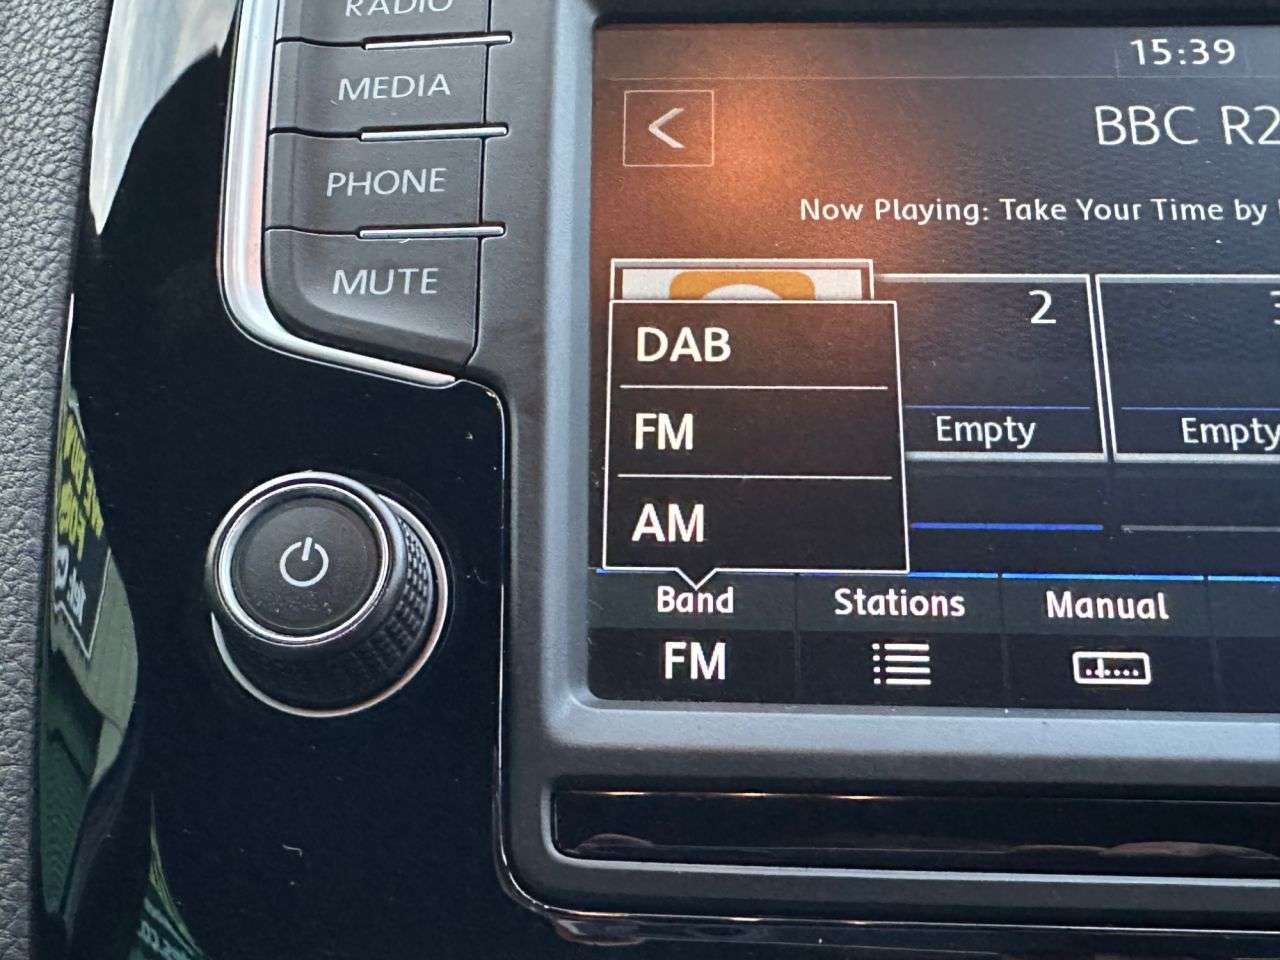 RADIO
MEDIA
PHONE
MUTE
15:39
BBC R2
Now Playing: Take Your Time by
2
DAB
FM
AM
Empty
Empty
Band
Stations
Manual
FM